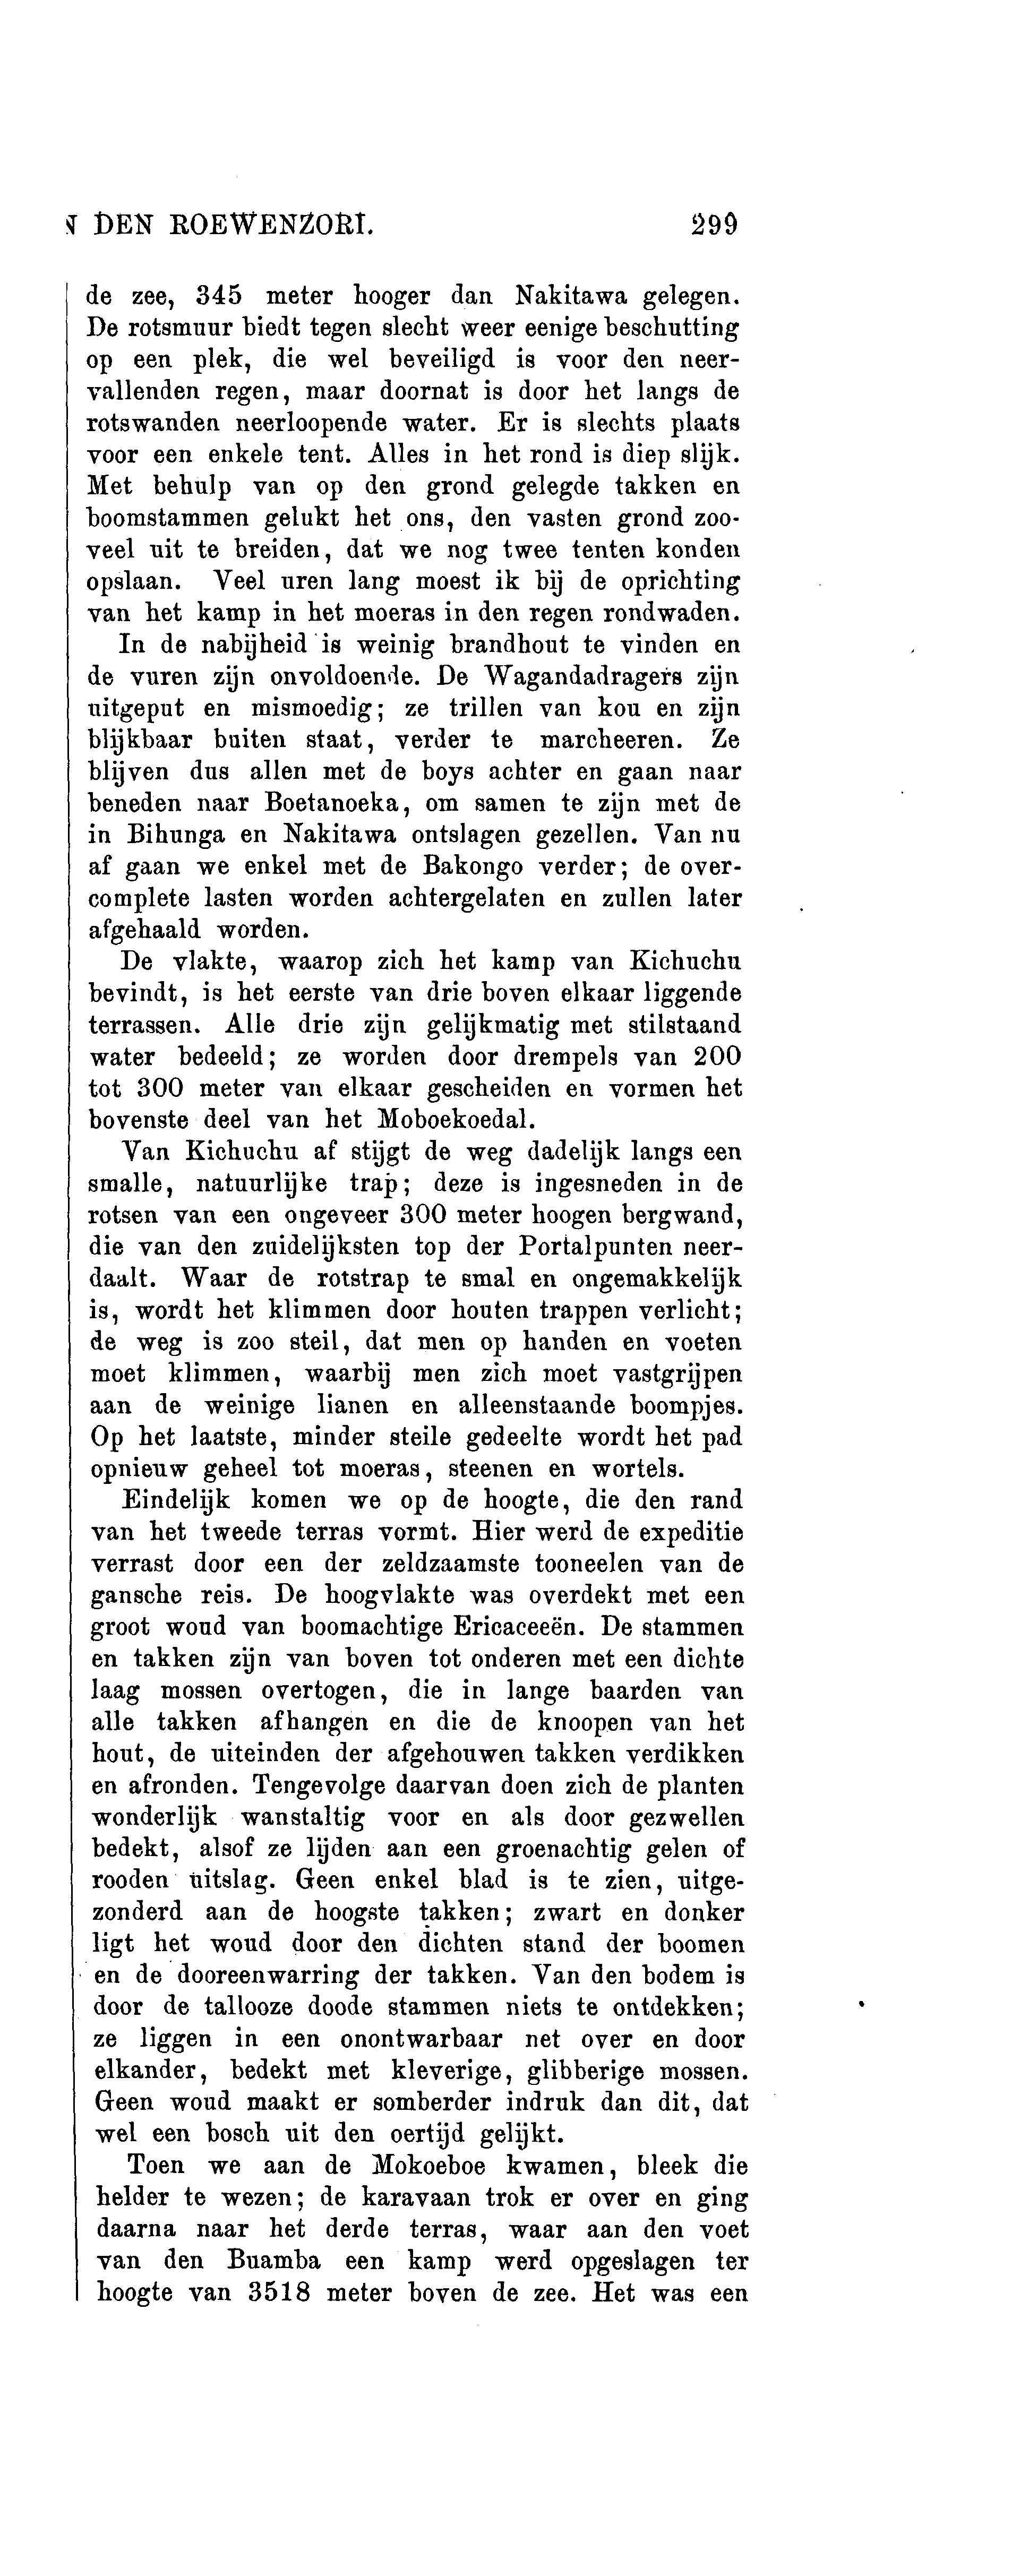 N DEN ROEWENZORI. 299
de zee, 345 meter hooger dan Nakitawa gelegen.
De rotsmuur biedt tegen slecht weer eenige beschutting
op een plek, die wel beveiligd is voor den neer-
vallenden regen, maar doornat is door het langs de
rotswanden neerloopende water. Er is slechts plaats
voor een enkele tent. Alles in het rond is diep slijk.
Met behulp van op den grond gelegde takken en
boomstammen gelukt het ons, den vasten grond zoo-
veel uit te breiden, dat we nog twee tenten konden
opslaan. Veel uren lang moest ik bij de oprichting
van het kamp in het moeras in den regen rondwaden.
In de nabijheid is weinig brandhout te vinden en
de vuren zijn onvoldoende. De Wagandadragers zijn
uitgeput en mismoedig; ze trillen van kou en zijn
blijkbaar buiten staat, verder te marcheeren. Ze
blijven dus allen met de boys achter en gaan naar
beneden naar Boetanoeka, om samen te zijn met de
in Bihunga en Nakitawa ontslagen gezellen. Van nu
af gaan we enkel met de Bakongo verder; de over-
complete lasten worden achtergelaten en zullen later
afgehaald worden.
De vlakte, waarop zich het kamp van Kichuchu
bevindt, is het eerste van drie boven elkaar liggende
terrassen. Alle drie zijn gelijkmatig met stilstaand
water bedeeld; ze worden door drempels van 200
tot 300 meter van elkaar gescheiden en vormen het
bovenste deel van het Moboekoedal.
Van Kichuchu af stijgt de weg dadelijk langs een
smalle, natuurlijke trap; deze is ingesneden in de
rotsen van een ongeveer 300 meter hoogen bergwand,
die van den zuidelijksten top der Portalpunten neer-
daalt. Waar de rotstrap te smal en ongemakkelijk
is, wordt het klimmen door houten trappen verlicht;
de weg is zoo steil, dat men op handen en voeten
moet klimmen, waarbij men zich moet vastgrijpen
aan de weinige lianen en alleenstaande boompjes.
Op het laatste, minder steile gedeelte wordt het pad
opnieuw geheel tot moeras, steenen en wortels.
Eindelijk komen we op de hoogte, die den rand
van het tweede terras vormt. Hier werd de expeditie
verrast door een der zeldzaamste tooneelen van de
gansche reis. De hoogvlakte was overdekt met een
groot woud van boomachtige Ericaceeën. De stammen
en takken zijn van boven tot onderen met een dichte
laag mossen overtogen, die in lange baarden van
alle takken afhangen en die de knoopen van het
hout, de uiteinden der afgehouwen takken verdikken
en afronden. Tengevolge daarvan doen zich de planten
wonderlijk wanstaltig voor en als door gezwellen
bedekt, alsof ze lijden aan een groenachtig gelen of
rooden uitslag. Geen enkel blad is te zien, uitge-
zonderd aan de hoogste takken; zwart en donker
ligt het woud door den dichten stand der boomen
en de dooreenwarring der takken. Van den bodem is
door de tallooze doode stammen niets te ontdekken;
ze liggen in een onontwarbaar net over en door
elkander, bedekt met kleverige, glibberige mossen.
Geen woud maakt er somberder indruk dan dit, dat
wel een bosch uit den oertijd gelijkt.
Toen we aan de Mokoeboe kwamen, bleek die
helder te wezen; de karavaan trok er over en ging
daarna naar het derde terras, waar aan den voet
van den Buamba een kamp werd opgeslagen ter
hoogte van 3518 meter boven de zee. Het was een